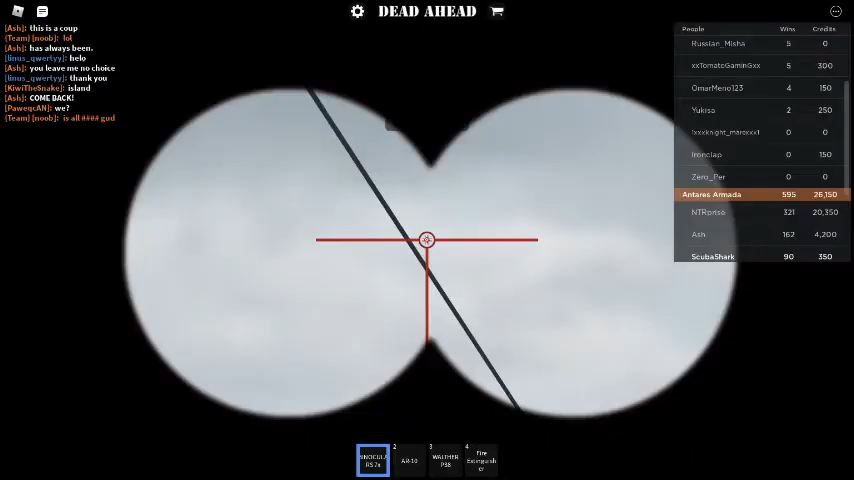 DEAD AHEAD
[Ash]: this is a coup
{Team} [noob]: lol
[Ash]: has always been.
[linus_qwertyy]: helo
[Ash]: you leave me no choice
[linus_qwertyy]: thank you
[KiwiTheSnake]: island
[Ash]: COME BACK!
[PaweqcAN]: we?
{Team} [noob]: is all #### gud
People Wins Credits
Russian_Misha 5 0
xxTomatoGaminGxx 5 300
OmarMeno123 4 150
Yukisa 2 250
0 0
Ironclap 0 150
Zero_Per 0 0
Antares Armada 595 26,150
NTRprise 321 20,350
Ash 162 4,200
ScubaShark 90 350
BINOCULA
RS 7x
2
AR-10
3
WALTHER
P38
4
Fire
Extinguish
er